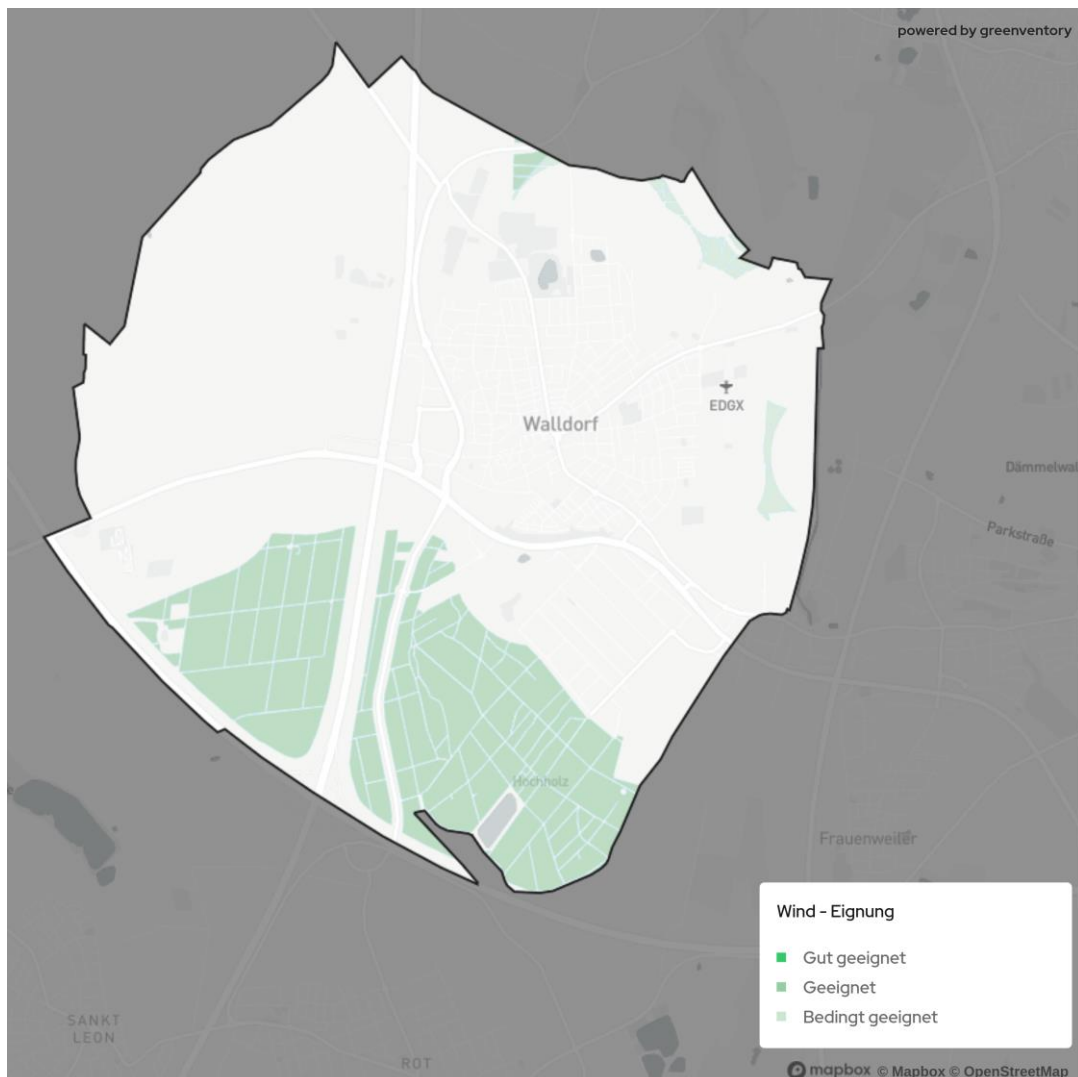 powered by greenventory
Walldorf
EDGX
Dämmelwal
Parkstraße
Hochholz
Frauenweiler
Wind - Eignung
Gut geeignet
Geeignet
Bedingt geeignet
SANKT
LEON
ROT
mapbox © Mapbox © OpenStreetMap